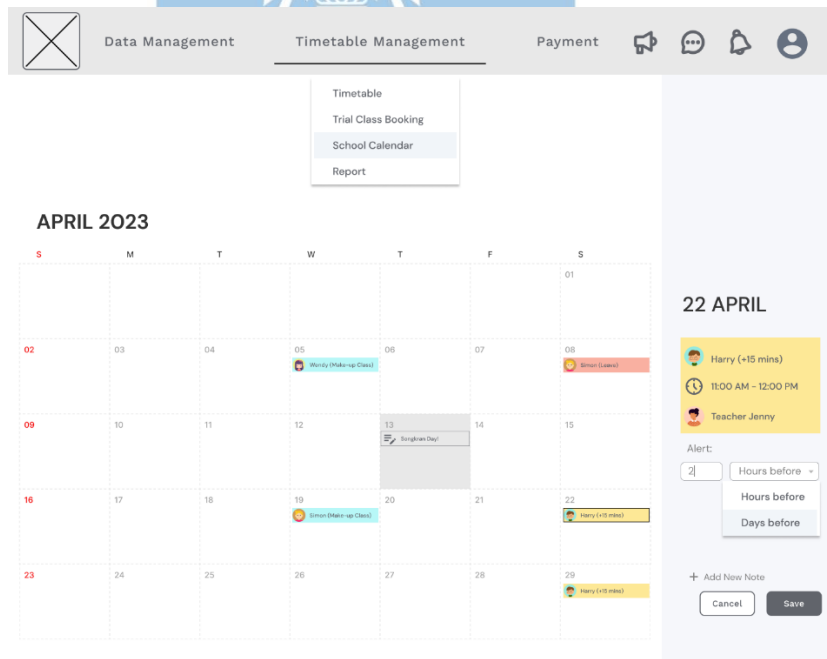 Data Management Timetable Management Payment
Timetable
Trial Class Booking
School Calendar
Report
APRIL 2023
S M T W T F S
01
02 03 04 05 06 07 08
Wendy (Make-up Class) Simon (Leave)
09 10 11 12 13 14 15
Songkran Day!
16 17 18 19 20 21 22
Simon (Make-up Class) Harry (+15 mins)
23 24 25 26 27 28 29
Harry (+15 mins)
22 APRIL
Harry (+15 mins)
11:00 AM - 12:00 PM
Teacher Jenny
Alert:
2 Hours before
Hours before
Days before
+ Add New Note
Cancel Save